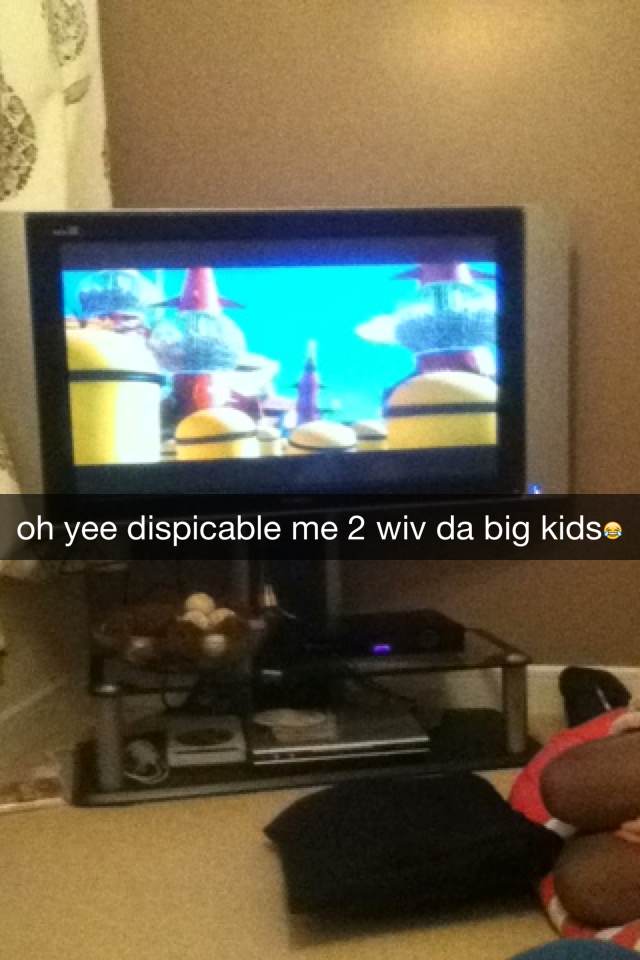 oh yee dispicable me 2 wiv da big kids😂